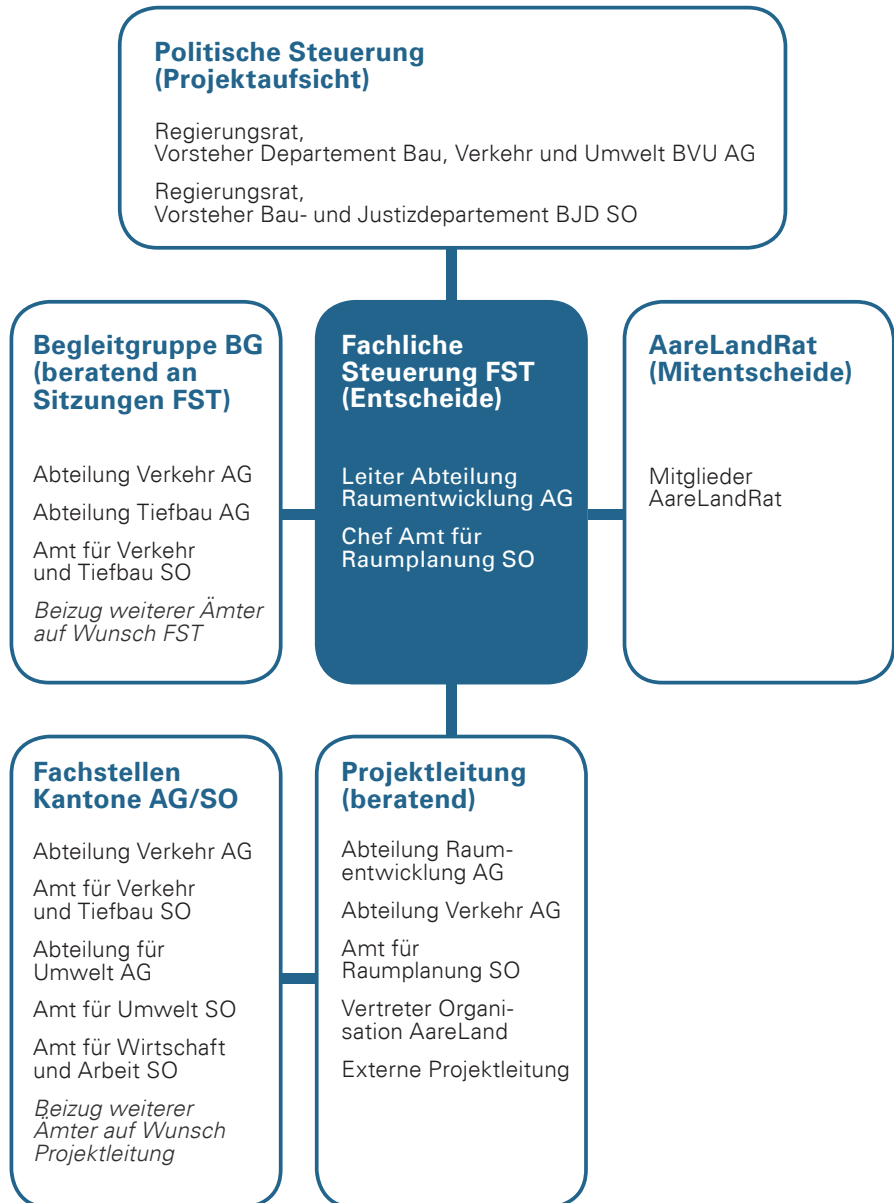 Politische Steuerung
(Projektaufsicht)
Regierungsrat,
Vorsteher Departement Bau, Verkehr und Umwelt BVU AG
Regierungsrat,
Vorsteher Bau- und Justizdepartement BJD SO
Begleitgruppe BG
(beratend an
Sitzungen FST)
Abteilung Verkehr AG
Abteilung Tiefbau AG
Amt für Verkehr
und Tiefbau SO
Beizug weiterer Ämter
auf Wunsch FST
Fachliche
Steuerung FST
(Entscheide)
Leiter Abteilung
Raumentwicklung AG
Chef Amt für
Raumplanung SO
AareLandRat
(Mitentscheide)
Mitglieder
AareLandRat
Fachstellen
Kantone AG/SO
Abteilung Verkehr AG
Amt für Verkehr
und Tiefbau SO
Abteilung für
Umwelt AG
Amt für Umwelt SO
Amt für Wirtschaft
und Arbeit SO
Beizug weiterer
Ämter auf Wunsch
Projektleitung
Projektleitung
(beratend)
Abteilung Raum-
entwicklung AG
Abteilung Verkehr AG
Amt für
Raumplanung SO
Vertreter Organi-
sation AareLand
Externe Projektleitung